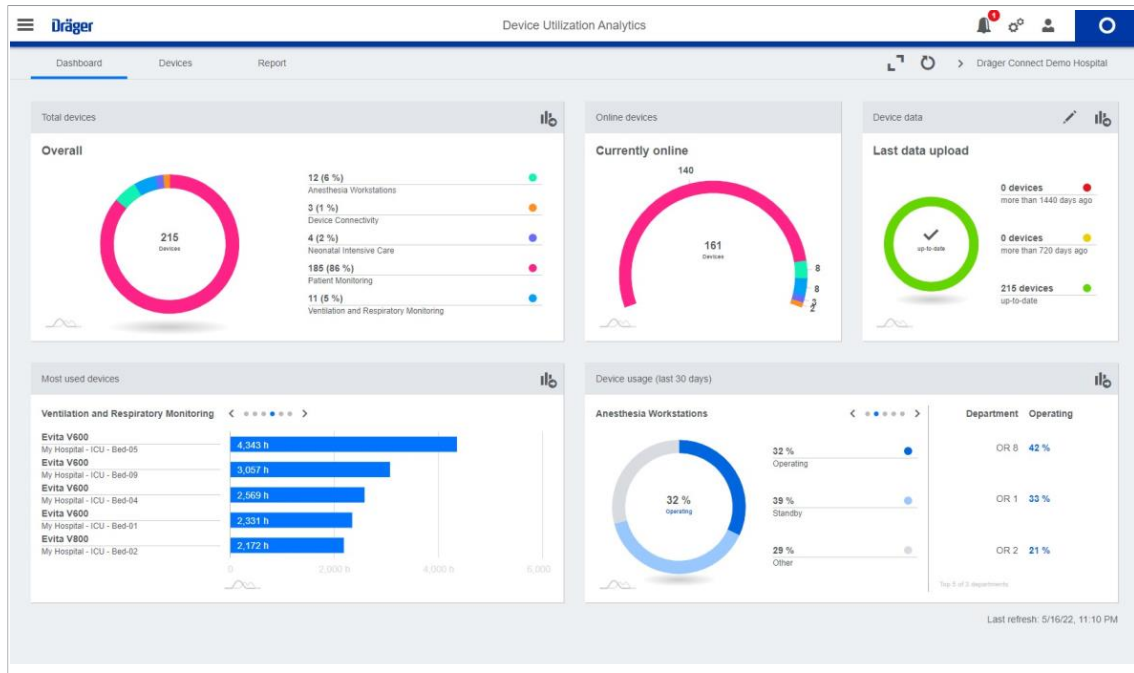 Dräger
Device Utilization Analytics
1
Dashboard
Devices
Report
Dräger Connect Demo Hospital
Total devices
Overall
215
Devices
12 (6 %)
Anesthesia Workstations
3 (1 %)
Device Connectivity
4 (2 %)
Neonatal Intensive Care
185 (86 %)
Patient Monitoring
11 (5 %)
Ventilation and Respiratory Monitoring
Online devices
Currently online
140
161
Devices
8
8
3
2
Device data
Last data upload
up-to-date
0 devices
more than 1440 days ago
0 devices
more than 720 days ago
215 devices
up-to-date
Most used devices
Ventilation and Respiratory Monitoring
Evita V600
My Hospital - ICU - Bed-05
4,343 h
Evita V600
My Hospital - ICU - Bed-09
3,057 h
Evita V600
My Hospital - ICU - Bed-04
2,569 h
Evita V600
My Hospital - ICU - Bed-01
2,331 h
Evita V800
My Hospital - ICU - Bed-02
2,172 h
0 2,000 h 4,000 h 6,000
Device usage (last 30 days)
Anesthesia Workstations
32 %
Operating
32 %
Operating
39 %
Standby
29 %
Other
Department Operating
OR 8 42 %
OR 1 33 %
OR 2 21 %
Top 5 of 3 departments
Last refresh: 5/16/22, 11:10 PM